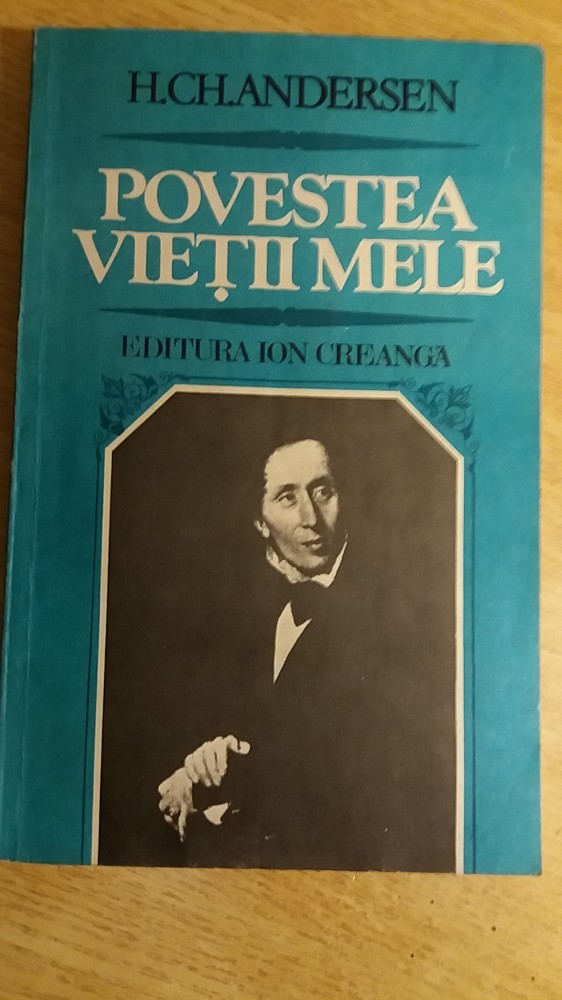 H.CH.ANDERSEN
POVESTEA
VIEȚII MELE
EDITURA ION CREANGĂ